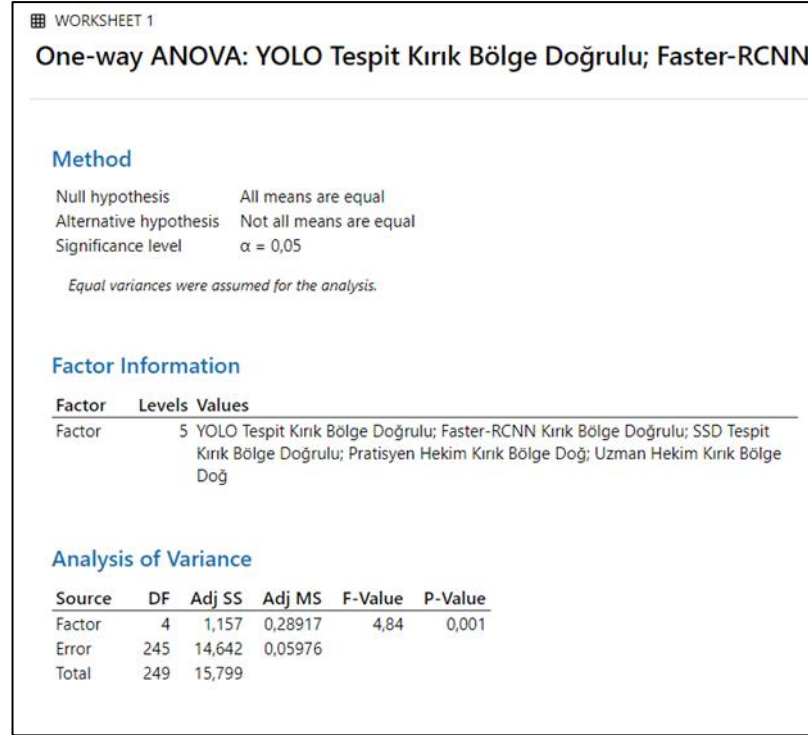 WORKSHEET 1
One-way ANOVA: YOLO Tespit Kırık Bölge Doğrulu; Faster-RCNN
Method
Null hypothesis All means are equal
Alternative hypothesis Not all means are equal
Significance level α = 0,05
Equal variances were assumed for the analysis.
Factor Information
Factor Levels Values
Factor 5 YOLO Tespit Kırık Bölge Doğrulu; Faster-RCNN Kırık Bölge Doğrulu; SSD Tespit
Kırık Bölge Doğrulu; Pratisyen Hekim Kırık Bölge Doğ; Uzman Hekim Kırık Bölge
Doğ
Analysis of Variance
Source DF Adj SS Adj MS F-Value P-Value
Factor 4 1,157 0,28917 4,84 0,001
Error 245 14,642 0,05976
Total 249 15,799